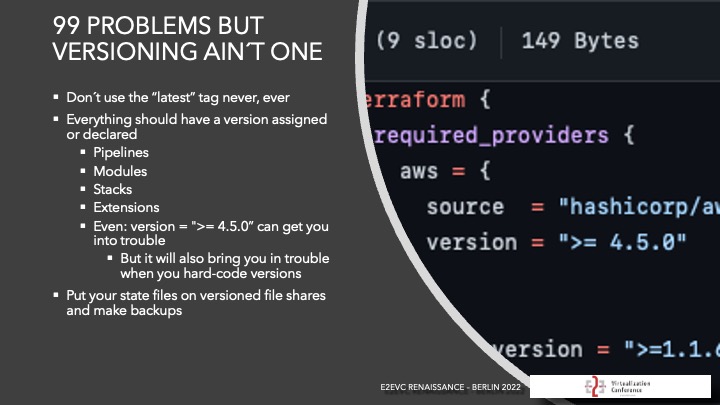 99 PROBLEMS BUT
VERSIONING AIN´T ONE
▪ Don´t use the “latest” tag never, ever
▪ Everything should have a version assigned
or declared
▪ Pipelines
▪ Modules
▪ Stacks
▪ Extensions
▪ Even: version = ">= 4.5.0” can get you
into trouble
▪ But it will also bring you in trouble
when you hard-code versions
▪ Put your state files on versioned file shares
and make backups
(9 sloc) 149 Bytes
erraform {
required_providers {
aws = {
source = "hashicorp/aw
version = ">= 4.5.0"
version = ">=1.1.6
E2EVC RENAISSANCE - BERLIN 2022
Virtualization
Conference